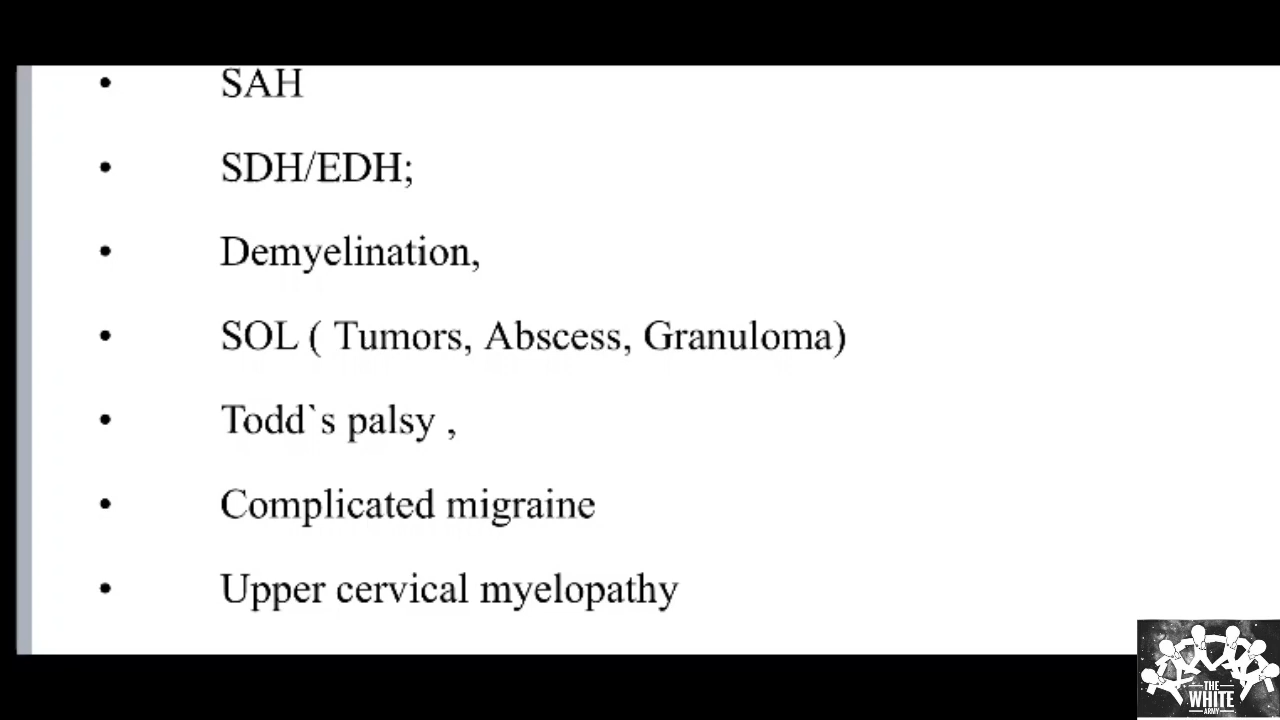 • SAH
• SDH/EDH;
• Demyelination,
• SOL ( Tumors, Abscess, Granuloma)
• Todd`s palsy ,
• Complicated migraine
• Upper cervical myelopathy
THE
WHITE
ARMY